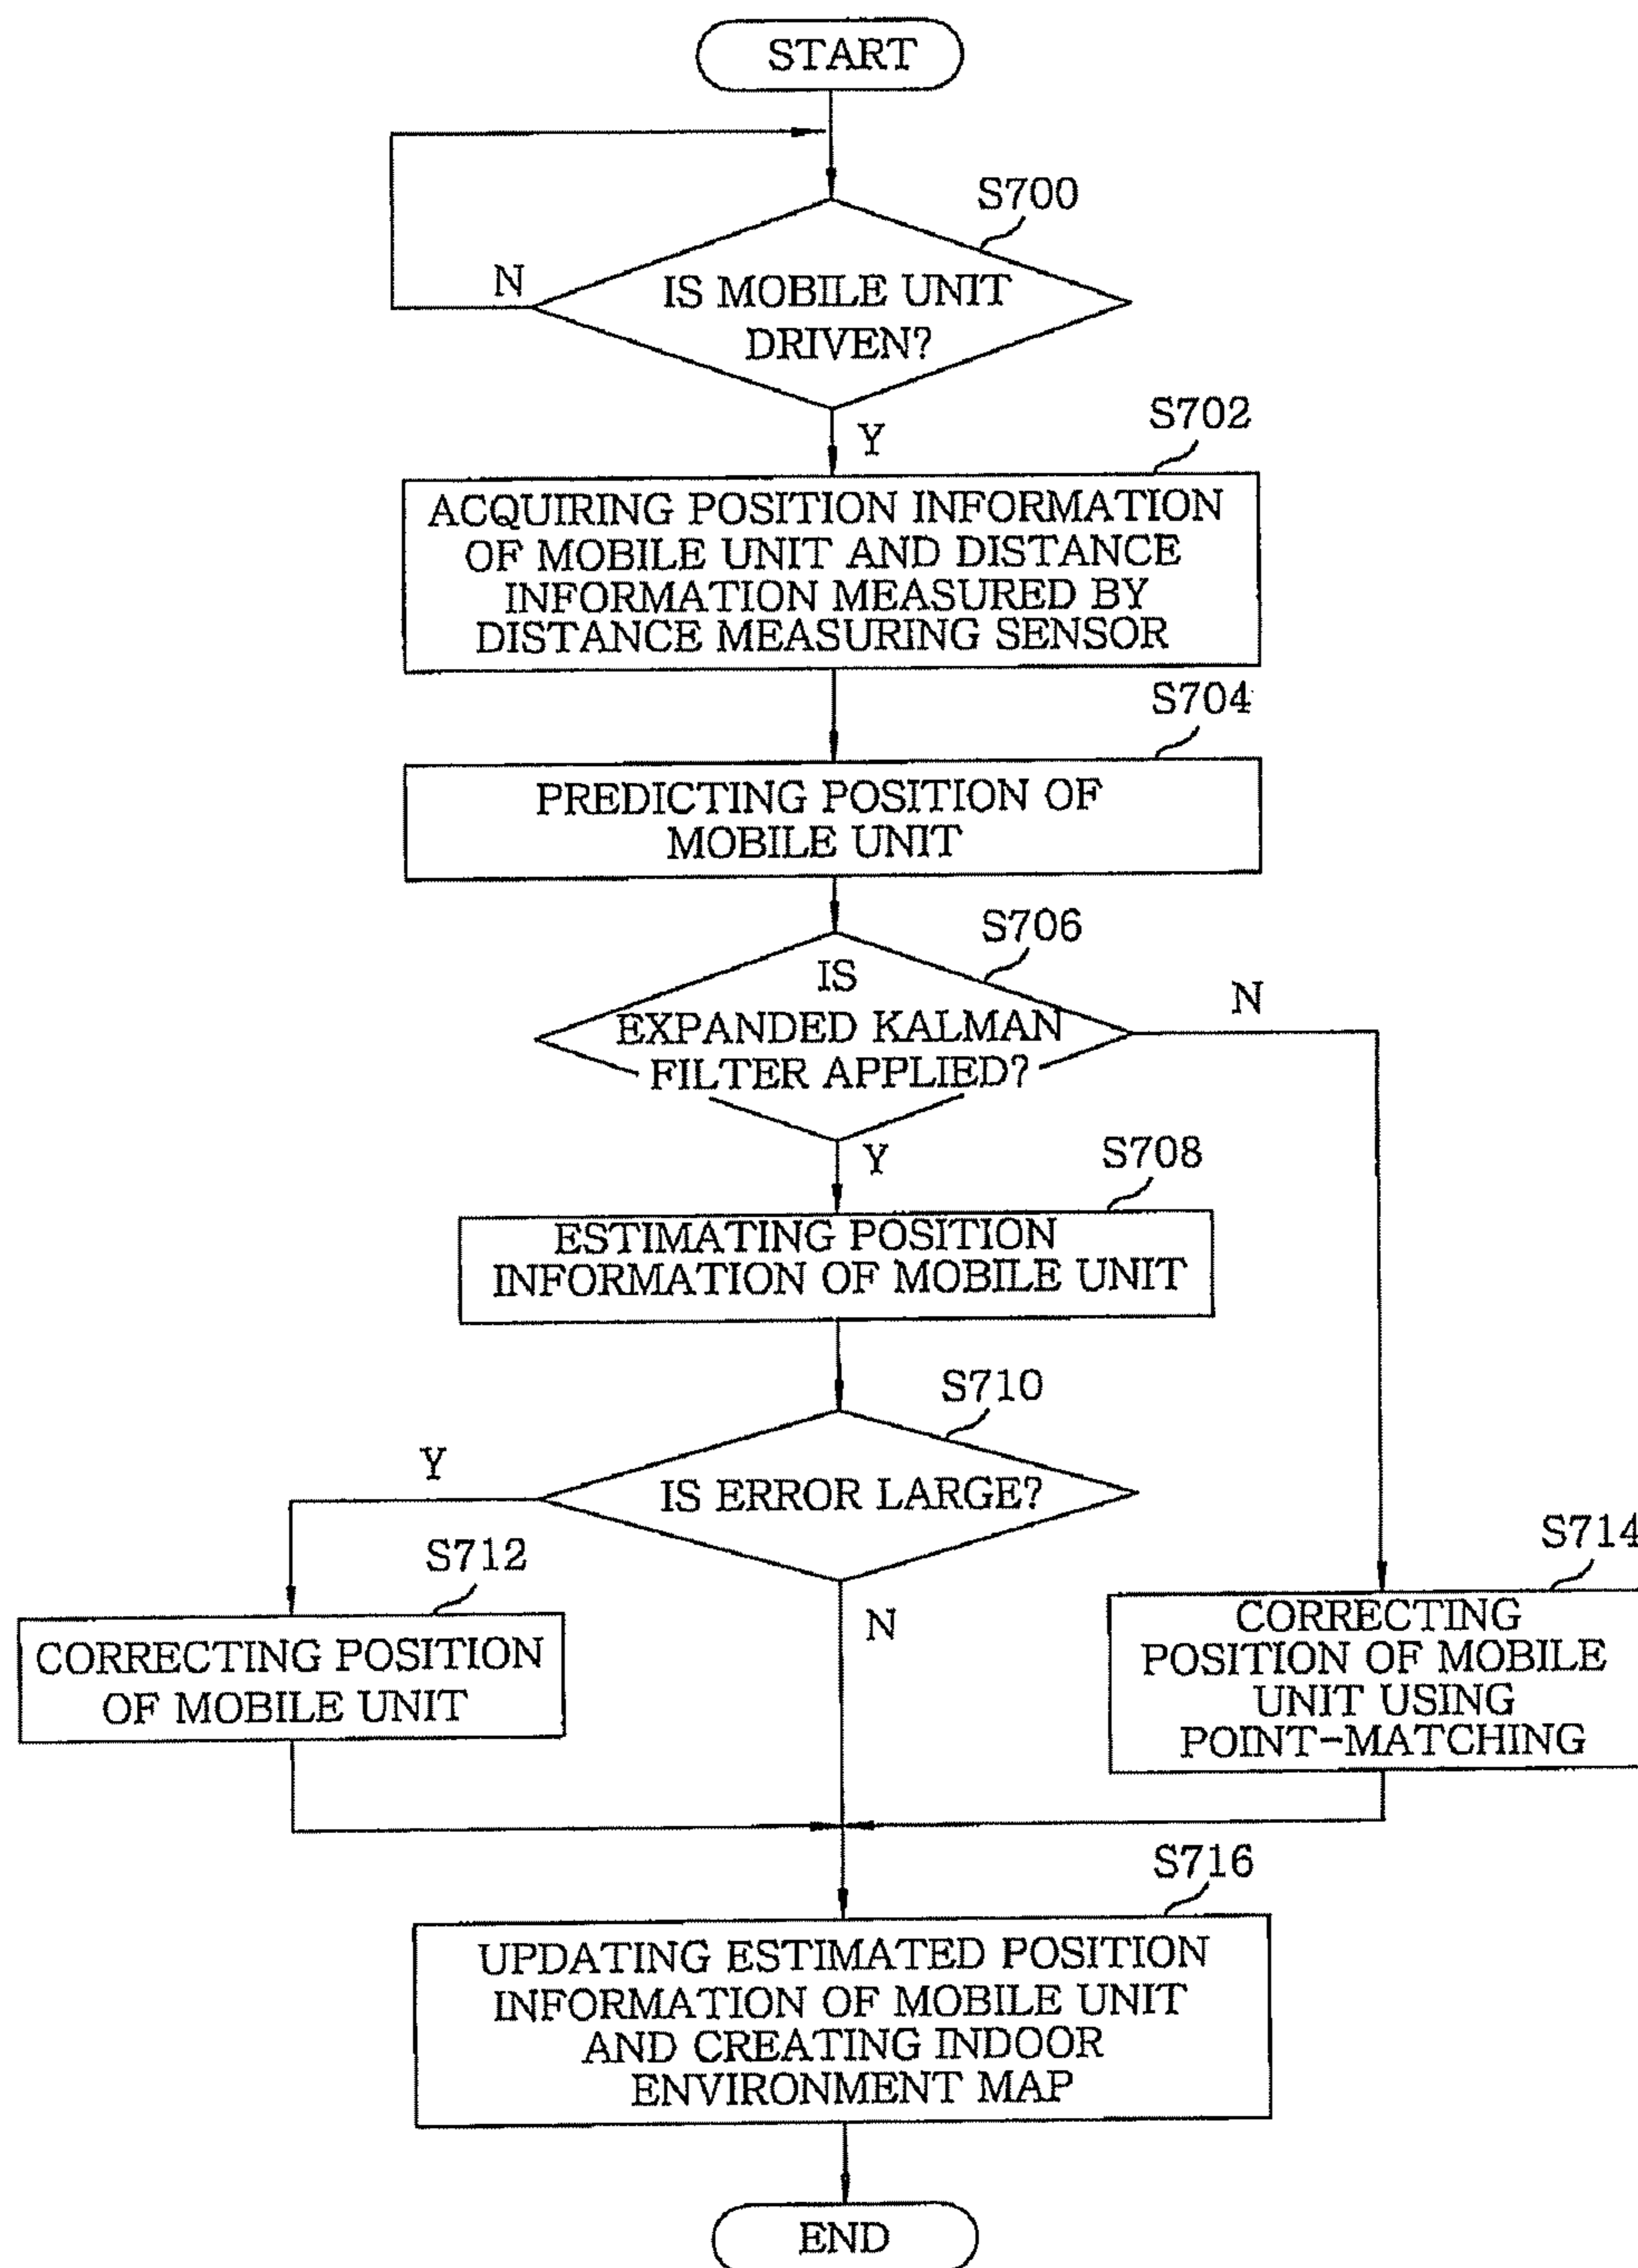 START
S700
N
IS MOBILE UNIT
DRIVEN?
Y
S702
ACQUIRING POSITION INFORMATION
OF MOBILE UNIT AND DISTANCE
INFORMATION MEASURED BY
DISTANCE MEASURING SENSOR
S704
PREDICTING POSITION OF
MOBILE UNIT
S706
IS
EXPANDED KALMAN
FILTER APPLIED?
N
Y
S708
ESTIMATING POSITION
INFORMATION OF MOBILE UNIT
S710
Y
IS ERROR LARGE?
N
S712
CORRECTING POSITION
OF MOBILE UNIT
S714
CORRECTING
POSITION OF MOBILE
UNIT USING
POINT-MATCHING
S716
UPDATING ESTIMATED POSITION
INFORMATION OF MOBILE UNIT
AND CREATING INDOOR
ENVIRONMENT MAP
END